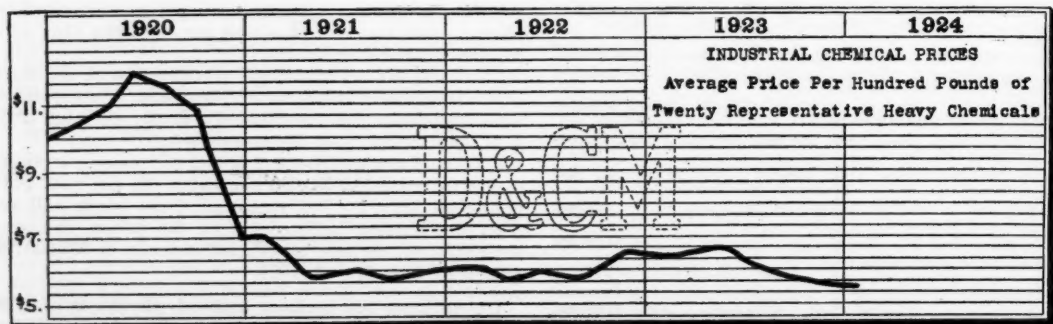 1920 1921 1922 1923 1924
INDUSTRIAL CHEMICAL PRICES
Average Price Per Hundred Pounds of
Twenty Representative Heavy Chemicals
$11.
D&CM
$9.
$7.
$5.